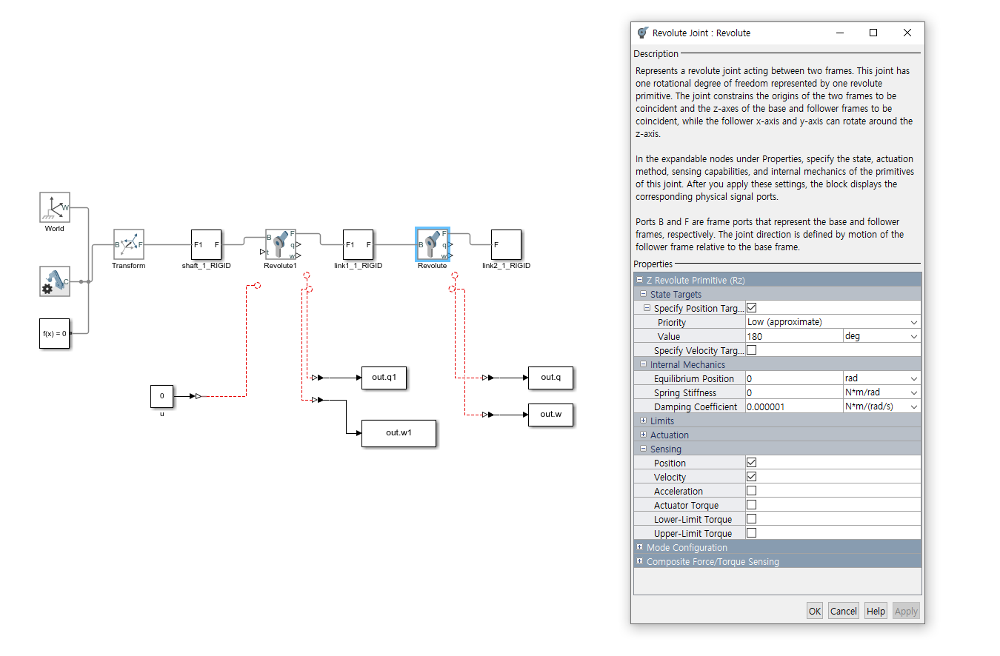 W
World
C
f(x) = 0
B F
Transform
F1 F
shaft_1_RIGID
B F
q
t w
Revolute1
F1 F
link1_1_RIGID
B F
q
w
Revolute
F
link2_1_RIGID
0
u
out.q1
out.w1
out.q
out.w
Revolute Joint : Revolute
Description
Represents a revolute joint acting between two frames. This joint has
one rotational degree of freedom represented by one revolute
primitive. The joint constrains the origins of the two frames to be
coincident and the z-axes of the base and follower frames to be
coincident, while the follower x-axis and y-axis can rotate around the
z-axis.
In the expandable nodes under Properties, specify the state, actuation
method, sensing capabilities, and internal mechanics of the primitives
of this joint. After you apply these settings, the block displays the
corresponding physical signal ports.
Ports B and F are frame ports that represent the base and follower
frames, respectively. The joint direction is defined by motion of the
follower frame relative to the base frame.
Properties
Z Revolute Primitive (Rz)
State Targets
Specify Position Targ...
Priority Low (approximate)
Value 180 deg
Specify Velocity Targ...
Internal Mechanics
Equilibrium Position 0 rad
Spring Stiffness 0 N*m/rad
Damping Coefficient 0.000001 N*m/(rad/s)
Limits
Actuation
Sensing
Position
Velocity
Acceleration
Actuator Torque
Lower-Limit Torque
Upper-Limit Torque
Mode Configuration
Composite Force/Torque Sensing
OK Cancel Help Apply